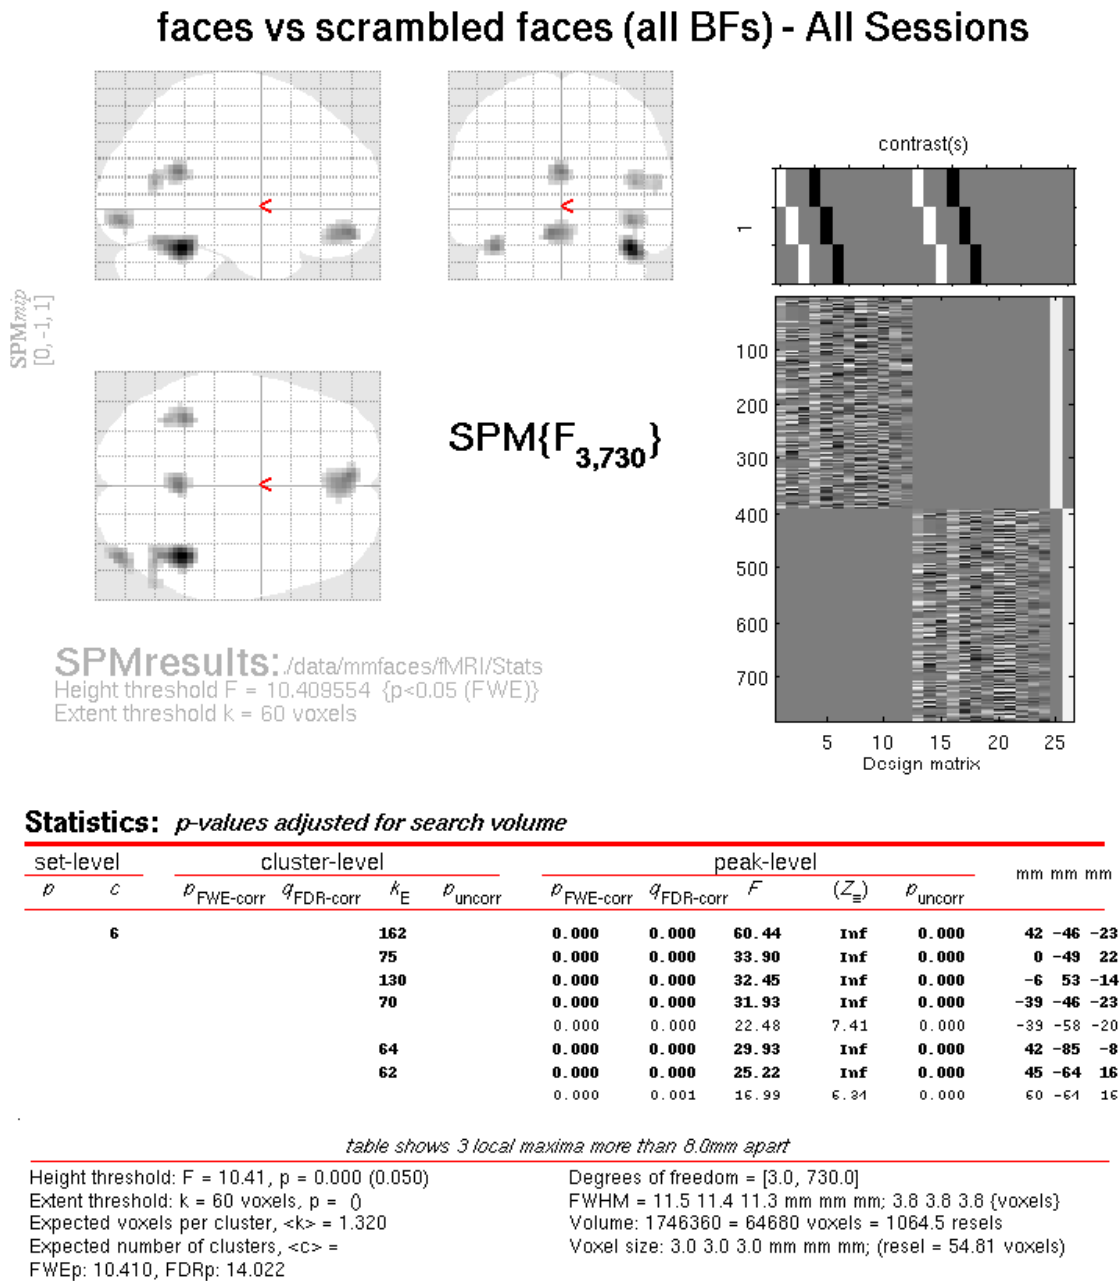 faces vs scrambled faces (all BFs) - All Sessions
SPMmip
[0, -1, 1]
<
<
<
SPM{F3,730}
contrast(s)
1
100
200
300
400
500
600
700
5 10 15 20 25
Design matrix
SPMresults: ./data/mmfaces/fMRI/Stats
Height threshold F = 10.409554 {p<0.05 (FWE)}
Extent threshold k = 60 voxels
Statistics: p-values adjusted for search volume
set-level cluster-level peak-level mm mm mm
p c pFWE-corr qFDR-corr kE puncorr pFWE-corr qFDR-corr F (Z≡) puncorr
6 162 0.000 0.000 60.44 Inf 0.000 42 -46 -23
75 0.000 0.000 33.90 Inf 0.000 0 -49 22
130 0.000 0.000 32.45 Inf 0.000 -6 53 -14
70 0.000 0.000 31.93 Inf 0.000 -39 -46 -23
0.000 0.000 22.48 7.41 0.000 -39 -58 -20
64 0.000 0.000 29.93 Inf 0.000 42 -85 -8
62 0.000 0.000 25.22 Inf 0.000 45 -64 16
0.000 0.001 16.99 6.34 0.000 60 -64 16
table shows 3 local maxima more than 8.0mm apart
Height threshold: F = 10.41, p = 0.000 (0.050)
Extent threshold: k = 60 voxels, p = ()
Expected voxels per cluster, <k> = 1.320
Expected number of clusters, <c> =
FWEp: 10.410, FDRp: 14.022
Degrees of freedom = [3.0, 730.0]
FWHM = 11.5 11.4 11.3 mm mm mm; 3.8 3.8 3.8 {voxels}
Volume: 1746360 = 64680 voxels = 1064.5 resels
Voxel size: 3.0 3.0 3.0 mm mm mm; (resel = 54.81 voxels)